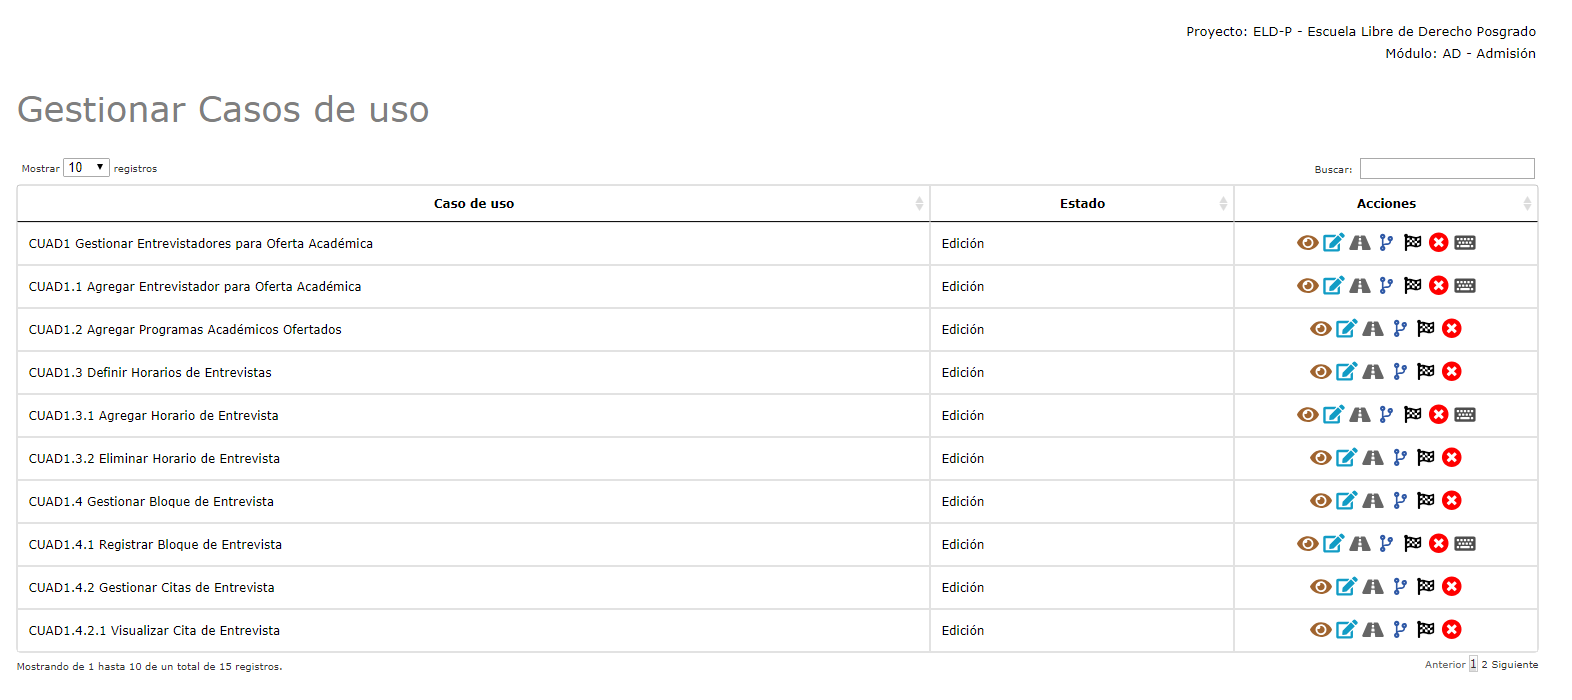 Proyecto: ELD-P - Escuela Libre de Derecho Posgrado
Módulo: AD - Admisión
Gestionar Casos de uso
Mostrar 10 registros Buscar:
Caso de uso Estado Acciones
CUAD1 Gestionar Entrevistadores para Oferta Académica Edición
CUAD1.1 Agregar Entrevistador para Oferta Académica Edición
CUAD1.2 Agregar Programas Académicos Ofertados Edición
CUAD1.3 Definir Horarios de Entrevistas Edición
CUAD1.3.1 Agregar Horario de Entrevista Edición
CUAD1.3.2 Eliminar Horario de Entrevista Edición
CUAD1.4 Gestionar Bloque de Entrevista Edición
CUAD1.4.1 Registrar Bloque de Entrevista Edición
CUAD1.4.2 Gestionar Citas de Entrevista Edición
CUAD1.4.2.1 Visualizar Cita de Entrevista Edición
Mostrando de 1 hasta 10 de un total de 15 registros. Anterior 1 2 Siguiente